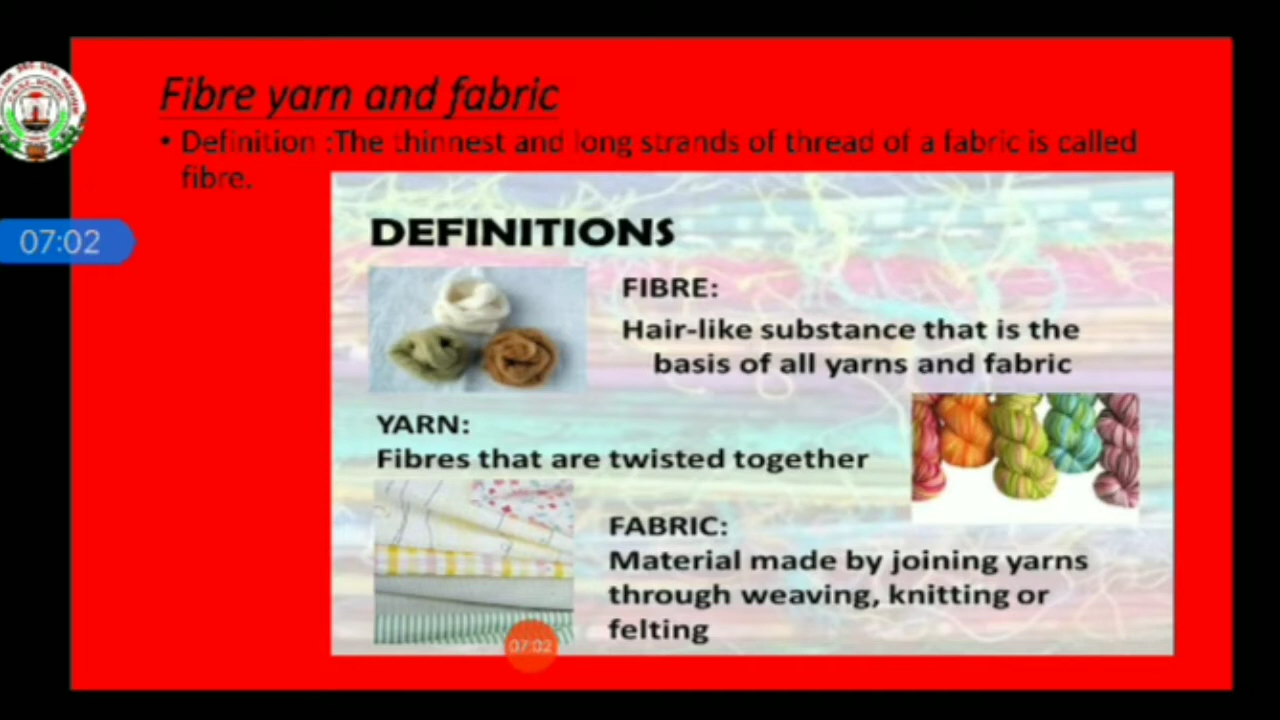 Fibre yarn and fabric
• Definition :The thinnest and long strands of thread of a fabric is called
fibre.
07:02
DEFINITIONS
FIBRE:
Hair-like substance that is the
basis of all yarns and fabric
YARN:
Fibres that are twisted together
FABRIC:
Material made by joining yarns
through weaving, knitting or
felting
07:02